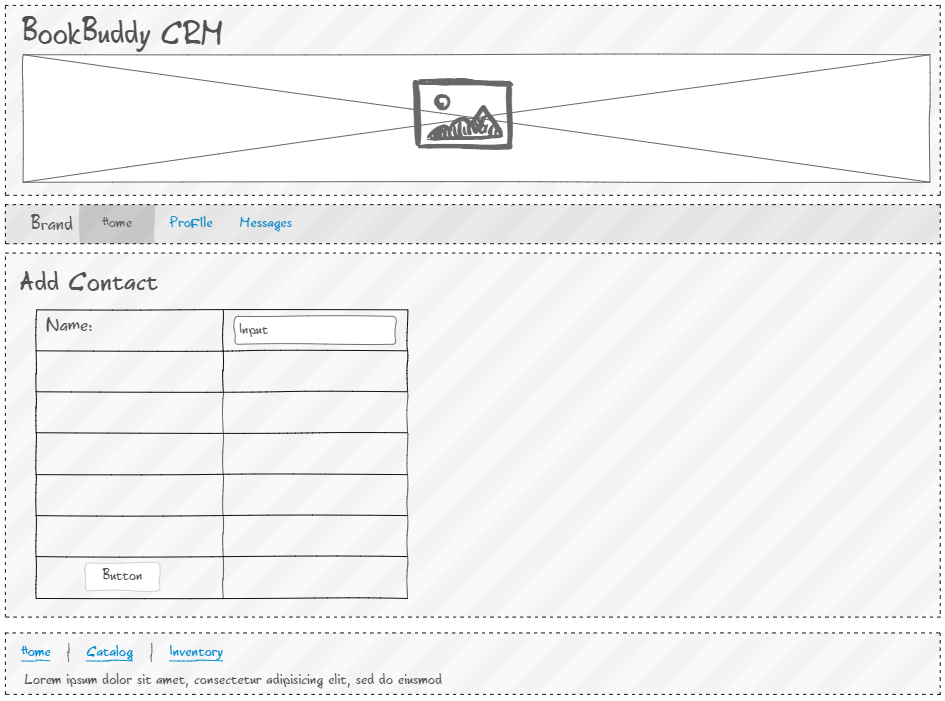 BookBuddy CRM
Brand Home Profile Messages
Add Contact
Name: Input
Button
Home | Catalog | Inventory
Lorem ipsum dolor sit amet, consectetur adipisicing elit, sed do eiusmod